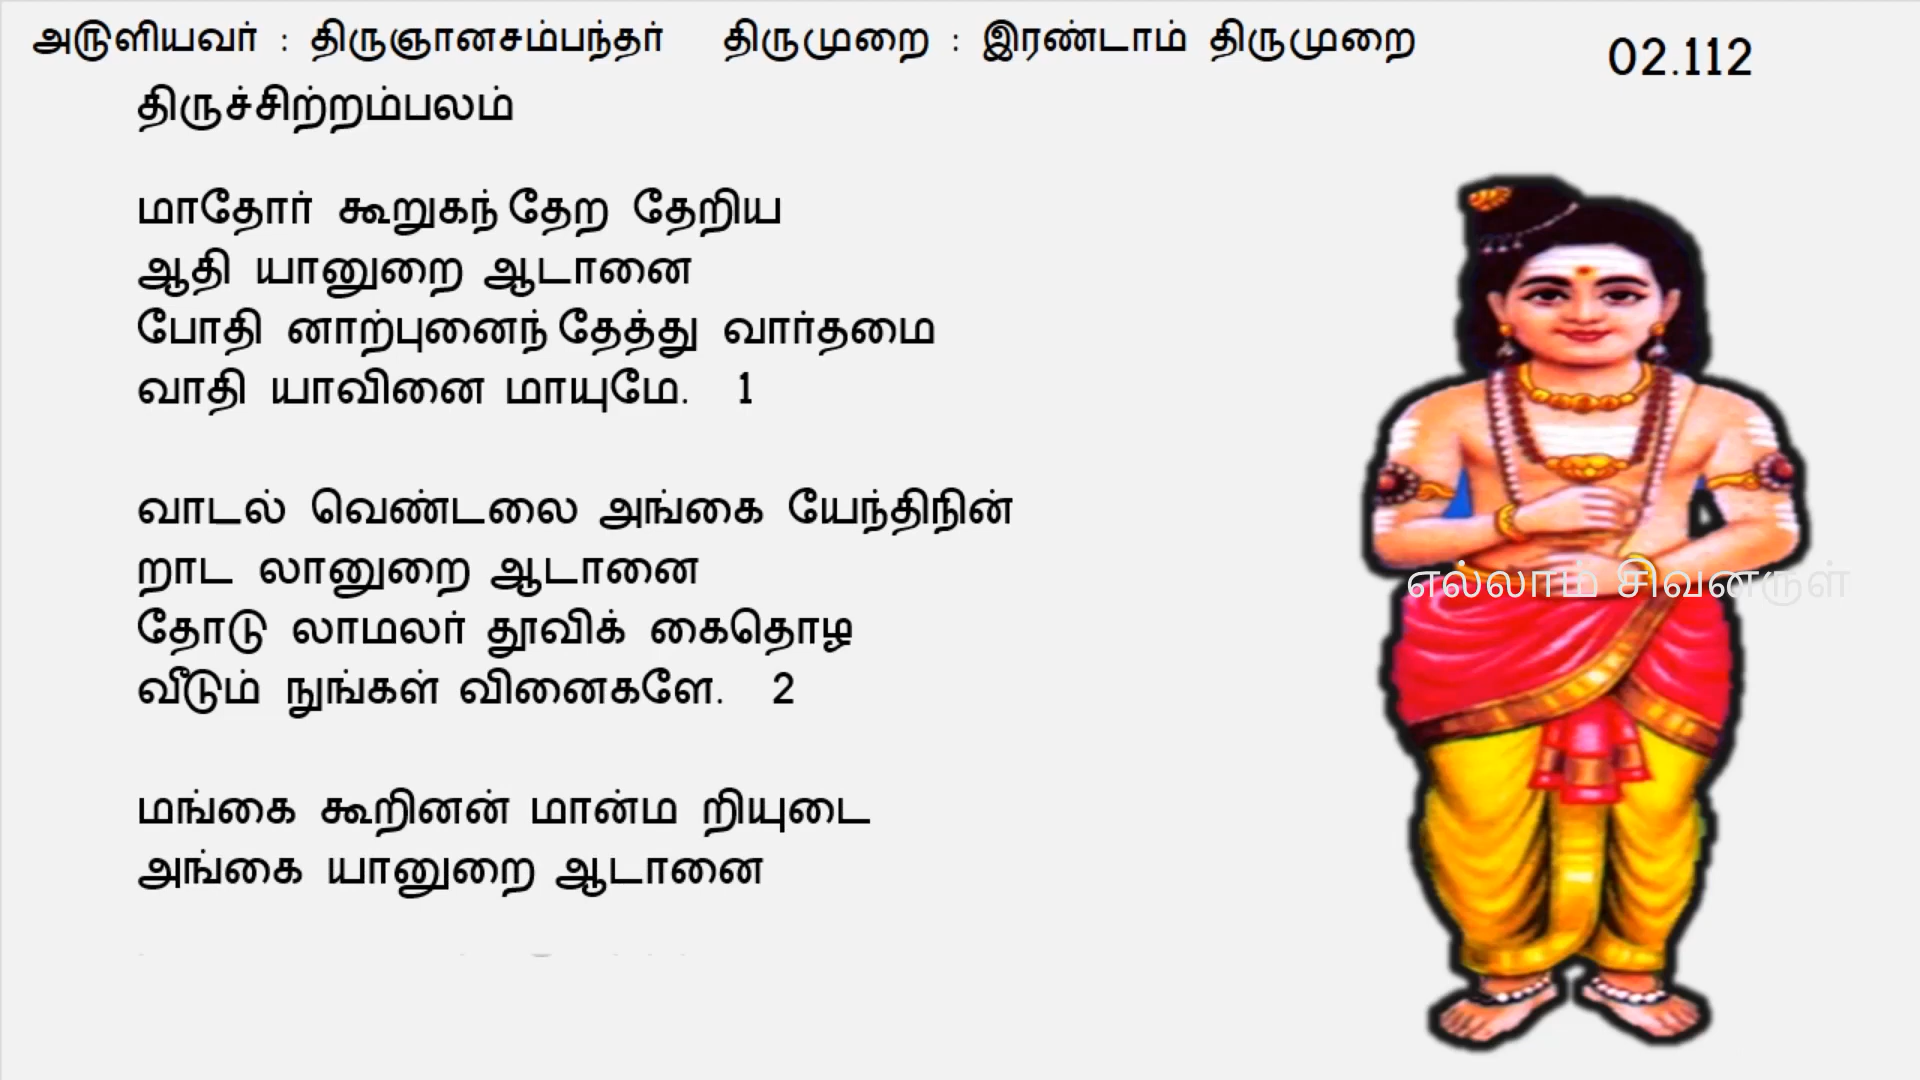 அருளியவர் : திருஞானசம்பந்தர் திருமுறை : இரண்டாம் திருமுறை 02.112
திருச்சிற்றம்பலம்
மாதோர் கூறுகந் தேற தேறிய
ஆதி யானுறை ஆடானை
போதி னாற்புனைந் தேத்து வார்தமை
வாதி யாவினை மாயுமே. 1
வாடல் வெண்டலை அங்கை யேந்திநின்
றாட லானுறை ஆடானை
தோடு லாமலர் தூவிக் கைதொழ
வீடும் நுங்கள் வினைகளே. 2
மங்கை கூறினன் மான்ம றியுடை
அங்கை யானுறை ஆடானை
எல்லாம் சிவனருள்